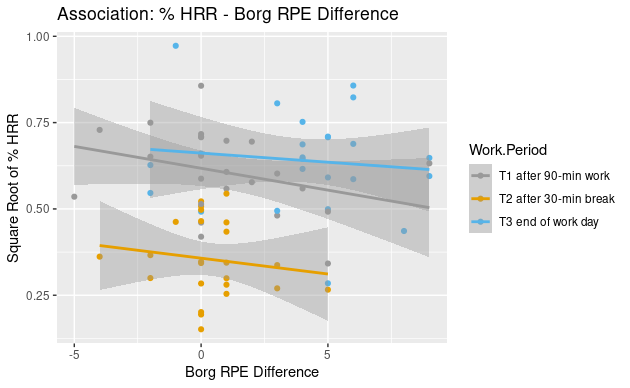 Association: % HRR - Borg RPE Difference
Square Root of % HRR
1.00
0.75
0.50
0.25
-5
0
5
Borg RPE Difference
Work.Period
T1 after 90-min work
T2 after 30-min break
T3 end of work day